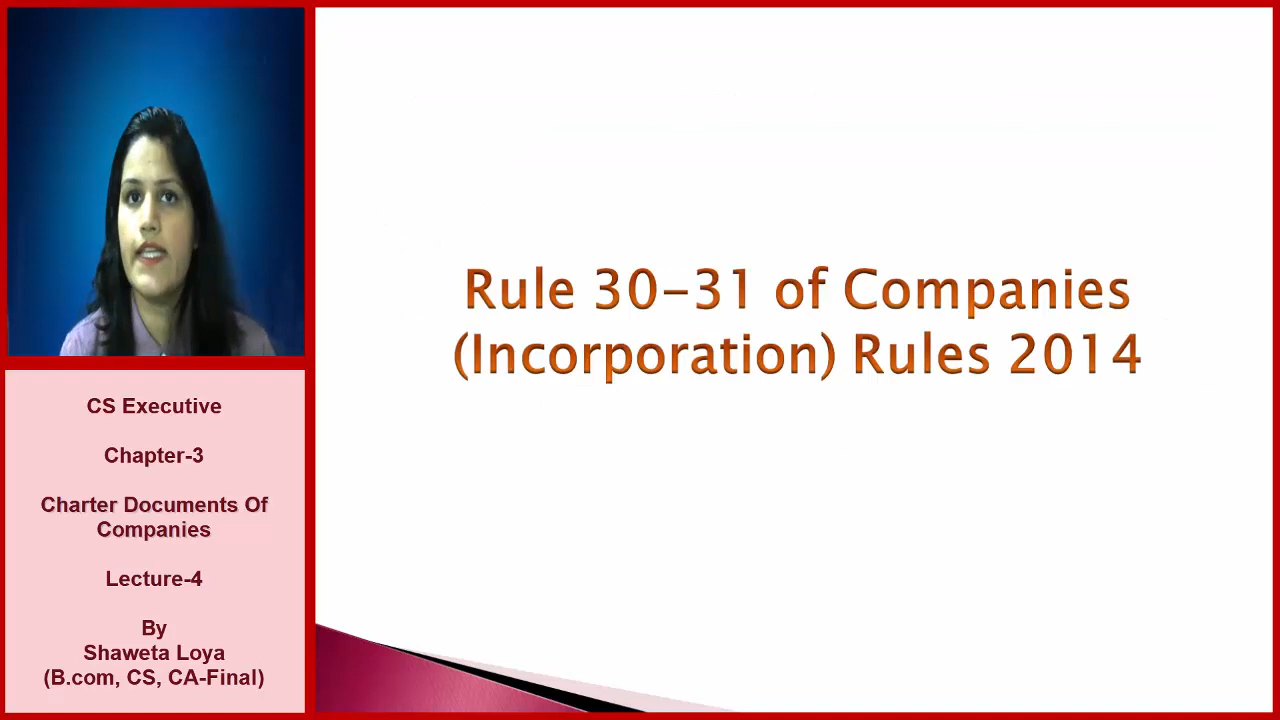 Rule 30-31 of Companies
(Incorporation) Rules 2014
CS Executive
Chapter-3
Charter Documents Of
Companies
Lecture-4
By
Shaweta Loya
(B.com, CS, CA-Final)